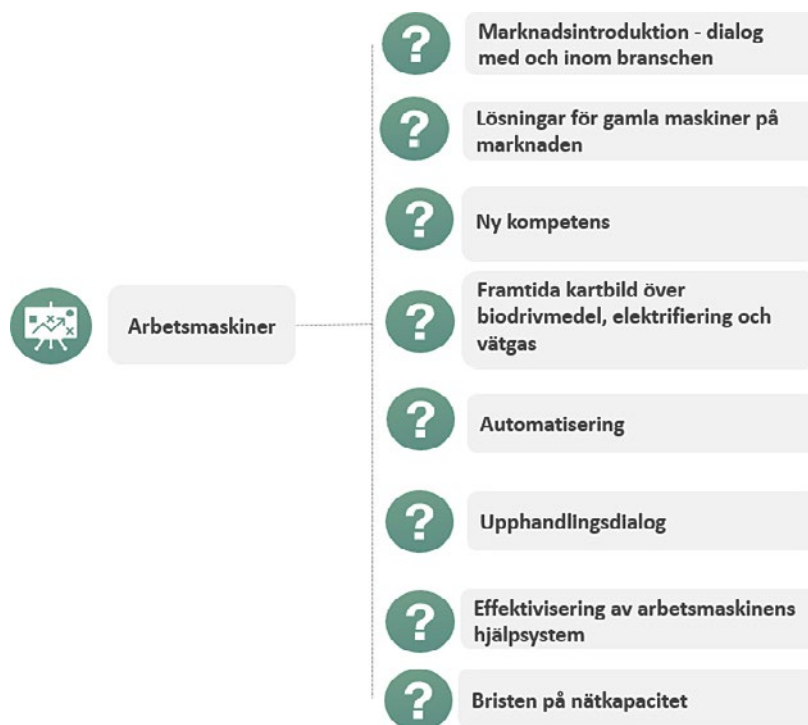 Marknadsintroduktion - dialog
med och inom branschen
Lösningar för gamla maskiner på
marknaden
Ny kompetens
Framtida kartbild över
biodrivmedel, elektrifiering och
vätgas
Arbetsmaskiner
Automatisering
Upphandlingsdialog
Effektivisering av arbetsmaskinens
hjälpsystem
Bristen på nätkapacitet